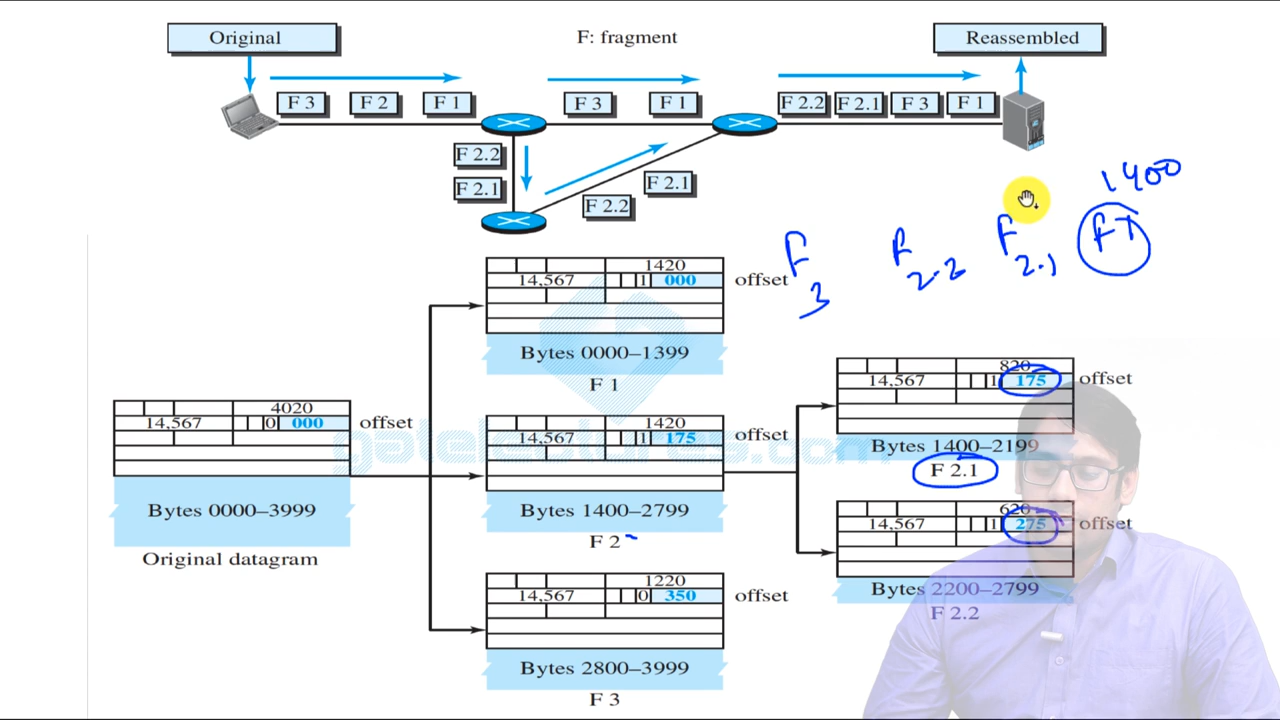 Original
F: fragment
Reassembled
F 3 F 2 F 1
F 3 F 1
F 2.2 F 2.1 F 3 F 1
F 2.2
F 2.1
F 2.1
F 2.2
1400
F 3
F 2.2
F 2.1
F1
1420
14,567 1 000 offset
Bytes 0000–1399
F 1
4020
14,567 0 000 offset
Bytes 0000–3999
Original datagram
1420
14,567 1 175 offset
Bytes 1400–2799
F 2
1220
14,567 0 350 offset
Bytes 2800–3999
F 3
820
14,567 1 175 offset
Bytes 1400–2199
F 2.1
620
14,567 1 275 offset
Bytes 2200–2799
F 2.2
gatelectures.com